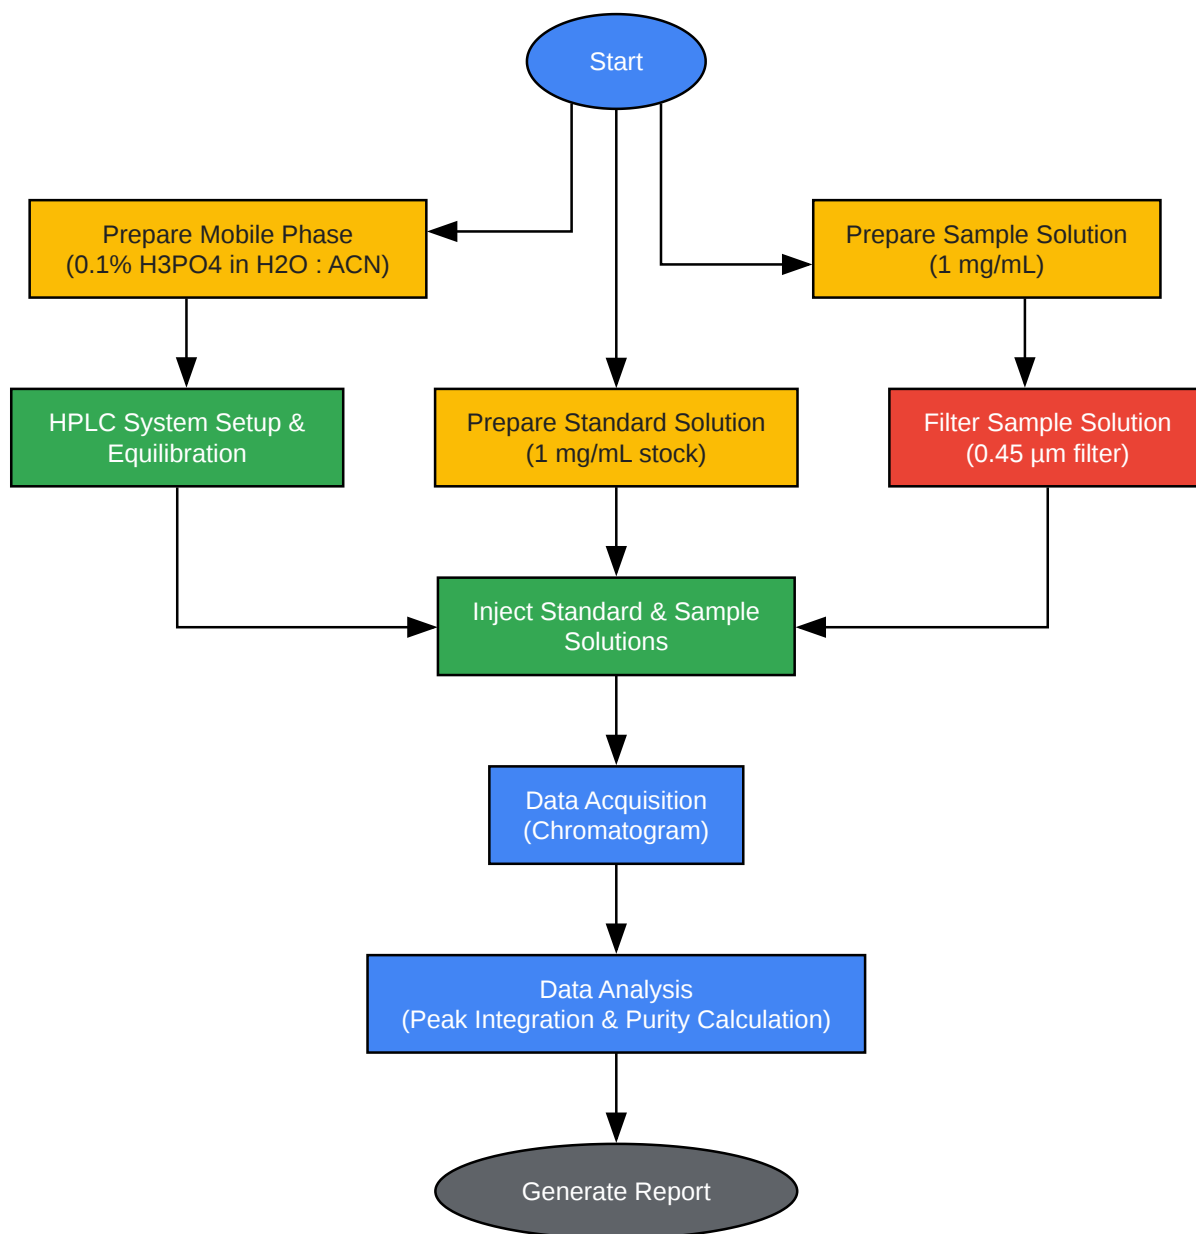 Start
Prepare Mobile Phase
(0.1% H3PO4 in H2O : ACN)
Prepare Sample Solution
(1 mg/mL)
HPLC System Setup &
Equilibration
Prepare Standard Solution
(1 mg/mL stock)
Filter Sample Solution
(0.45 µm filter)
Inject Standard & Sample
Solutions
Data Acquisition
(Chromatogram)
Data Analysis
(Peak Integration & Purity Calculation)
Generate Report